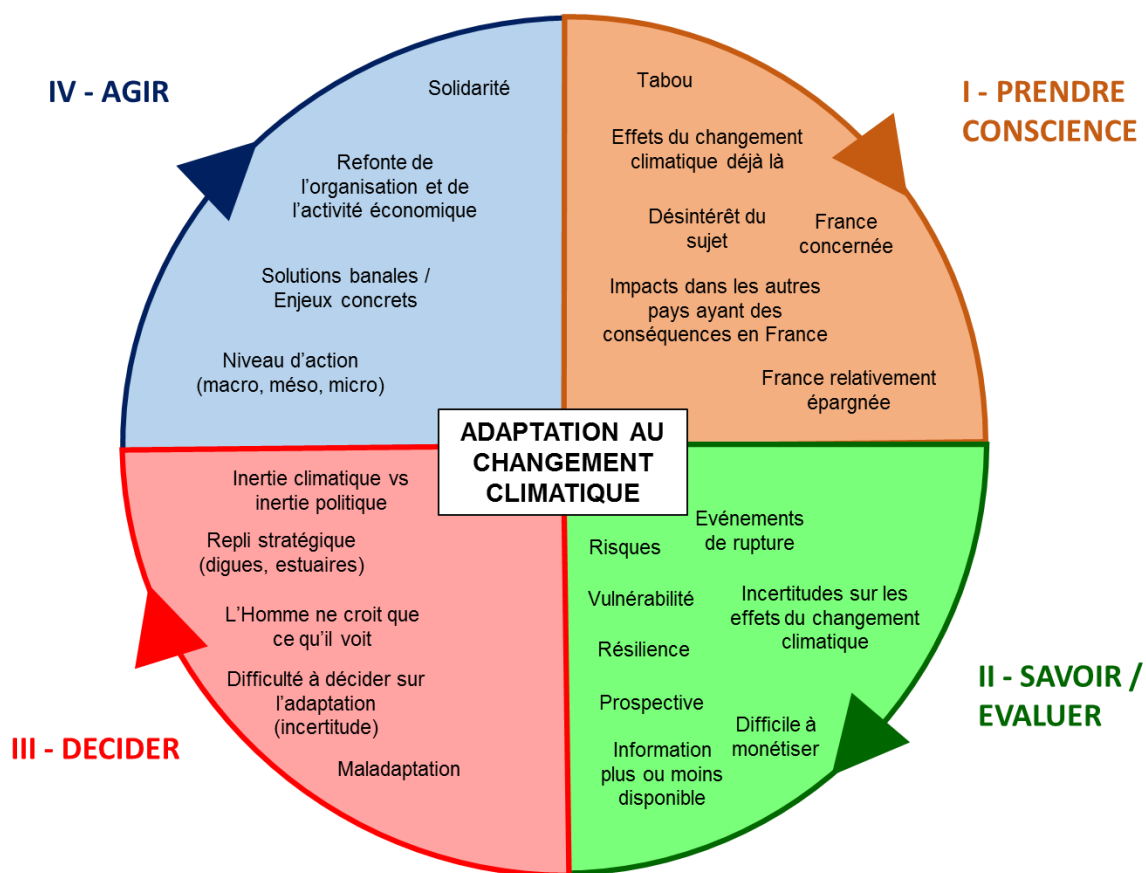 IV - AGIR
Solidarité
Refonte de
l’organisation et de
l’activité économique
Solutions banales /
Enjeux concrets
Niveau d’action
(macro, méso, micro)
I - PRENDRE
CONSCIENCE
Tabou
Effets du changement
climatique déjà là
Désintérêt du
sujet
France
concernée
Impacts dans les autres
pays ayant des
conséquences en France
France relativement
épargnée
ADAPTATION AU
CHANGEMENT
CLIMATIQUE
II - SAVOIR /
EVALUER
Evénements
de rupture
Risques
Vulnérabilité
Incertitudes sur les
effets du changement
climatique
Résilience
Prospective
Difficile à
monétiser
Information
plus ou moins
disponible
III - DECIDER
Inertie climatique vs
inertie politique
Repli stratégique
(digues, estuaires)
L’Homme ne croit que
ce qu’il voit
Difficulté à décider sur
l’adaptation
(incertitude)
Maladaptation